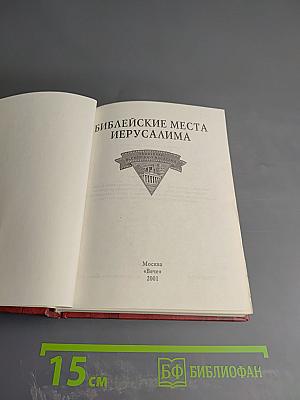 БИБЛЕЙСКИЕ МЕСТА
ИЕРУСАЛИМА
Москва
«Вече»
2001
15 см
БФ БИБЛИОФАН